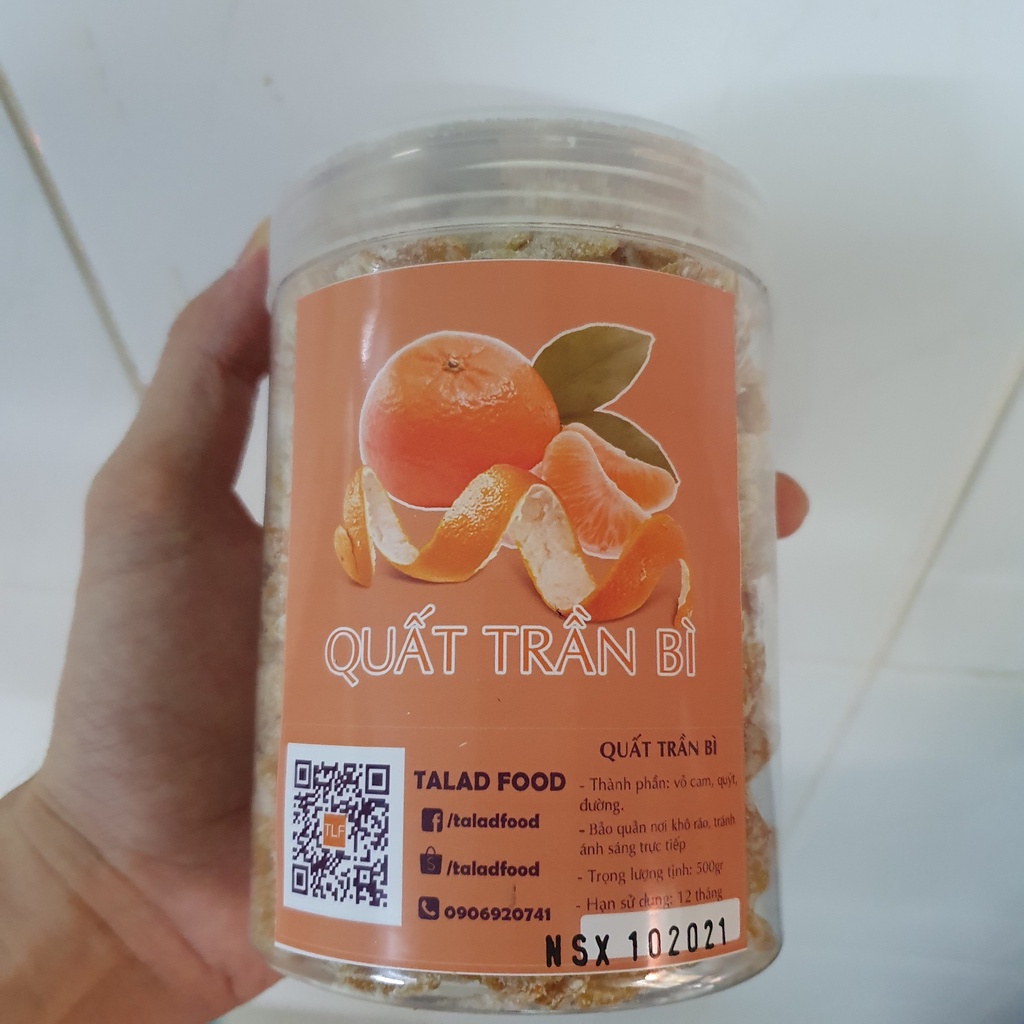 QUẤT TRẦN BÌ
TLF
TALAD FOOD
/taladfood
/taladfood
0906920741
QUẤT TRẦN BÌ
- Thành phần: vỏ cam, quýt,
đường.
- Bảo quản nơi khô ráo, tránh
ánh sáng trực tiếp
- Trọng lượng tịnh: 500gr
- Hạn sử dụng: 12 tháng
NSX 102021